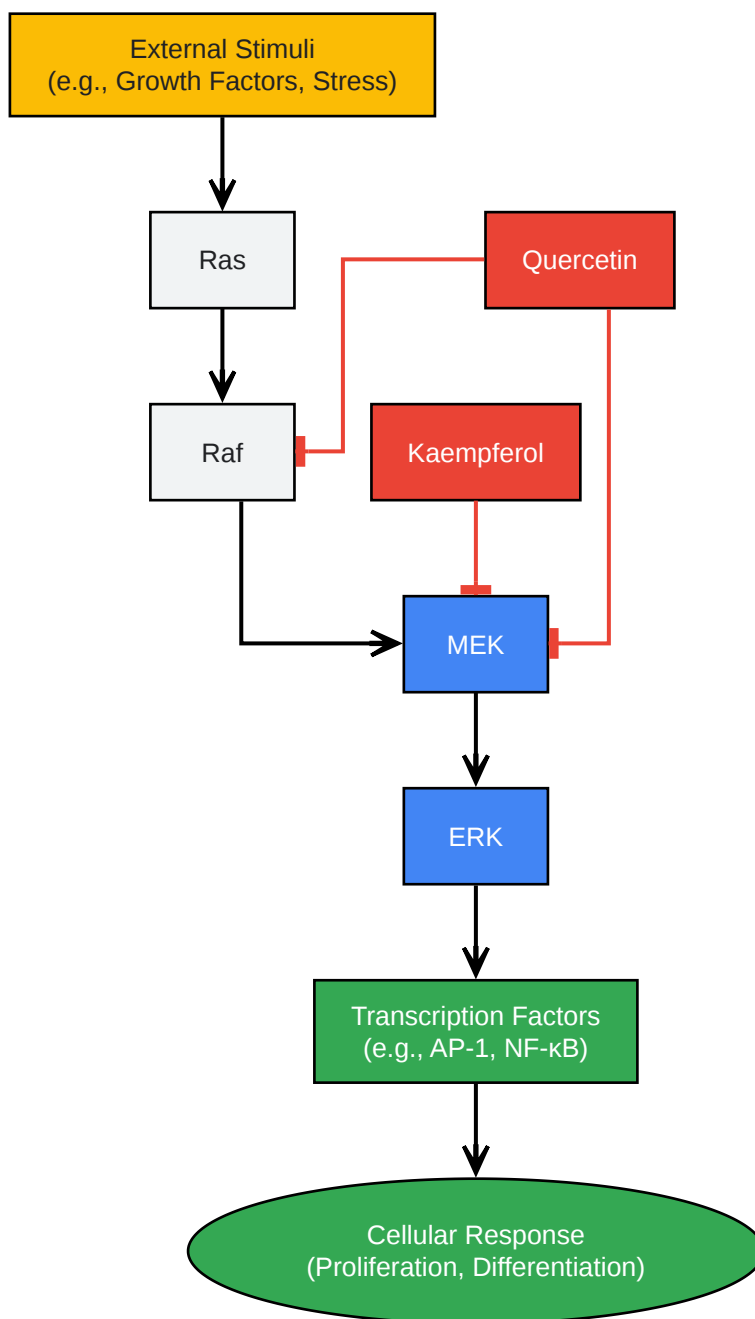 External Stimuli
(e.g., Growth Factors, Stress)
Ras
Quercetin
Raf
Kaempferol
MEK
ERK
Transcription Factors
(e.g., AP-1, NF-κB)
Cellular Response
(Proliferation, Differentiation)